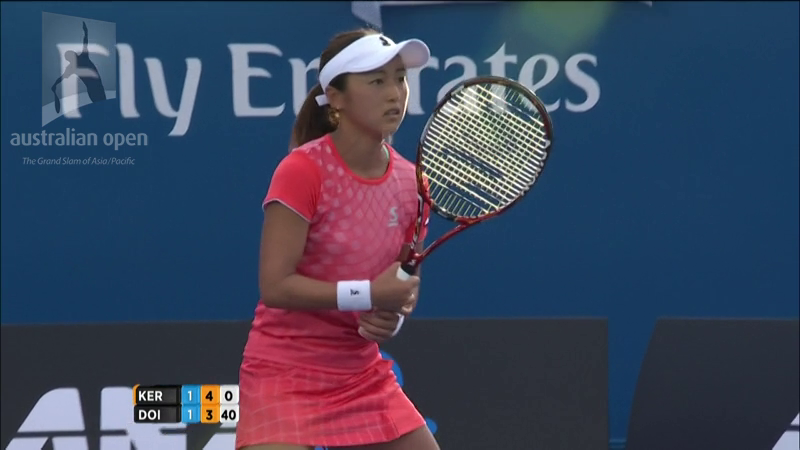 Fly Emirates
australian open
The Grand Slam of Asia/Pacific
KER 1 4 0
DOI 1 3 40